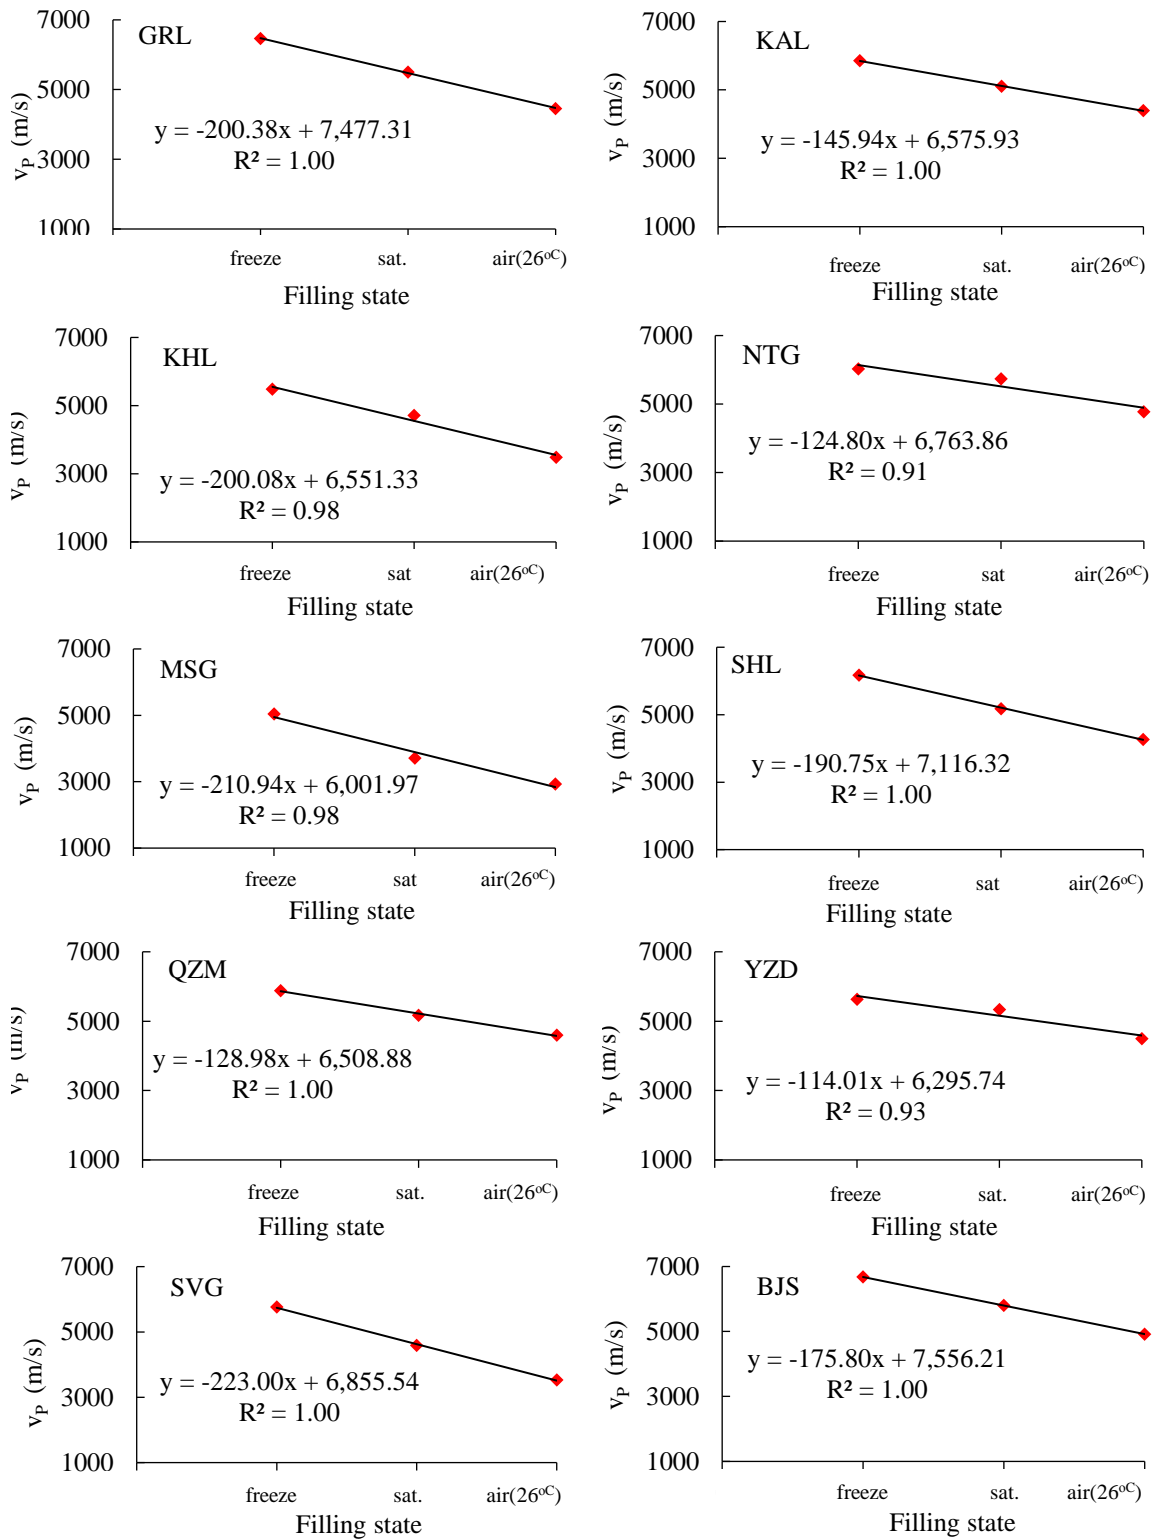 7000
5000
3000
1000
v_P (m/s)
GRL
y = -200.38x + 7,477.31
R² = 1.00
freeze sat. air(26ºC)
Filling state
7000
5000
3000
1000
v_P (m/s)
KAL
y = -145.94x + 6,575.93
R² = 1.00
freeze sat. air(26ºC)
Filling state
7000
5000
3000
1000
v_P (m/s)
KHL
y = -200.08x + 6,551.33
R² = 0.98
freeze sat air(26ºC)
Filling state
7000
5000
3000
1000
v_P (m/s)
NTG
y = -124.80x + 6,763.86
R² = 0.91
freeze sat air(26ºC)
Filling state
7000
5000
3000
1000
v_P (m/s)
MSG
y = -210.94x + 6,001.97
R² = 0.98
freeze sat air(26ºC)
Filling state
7000
5000
3000
1000
v_P (m/s)
SHL
y = -190.75x + 7,116.32
R² = 1.00
freeze sat air(26ºC)
Filling state
7000
5000
3000
1000
v_P (m/s)
QZM
y = -128.98x + 6,508.88
R² = 1.00
freeze sat. air(26ºC)
Filling state
7000
5000
3000
1000
v_P (m/s)
YZD
y = -114.01x + 6,295.74
R² = 0.93
freeze sat. air(26ºC)
Filling state
7000
5000
3000
1000
v_P (m/s)
SVG
y = -223.00x + 6,855.54
R² = 1.00
freeze sat. air(26ºC)
Filling state
7000
5000
3000
1000
v_P (m/s)
BJS
y = -175.80x + 7,556.21
R² = 1.00
freeze sat. air(26ºC)
Filling state